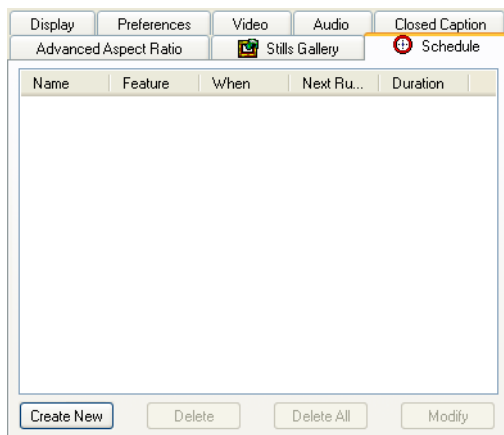 Display Preferences Video Audio Closed Caption
Advanced Aspect Ratio Stills Gallery Schedule
Name Feature When Next Ru... Duration
Create New Delete Delete All Modify